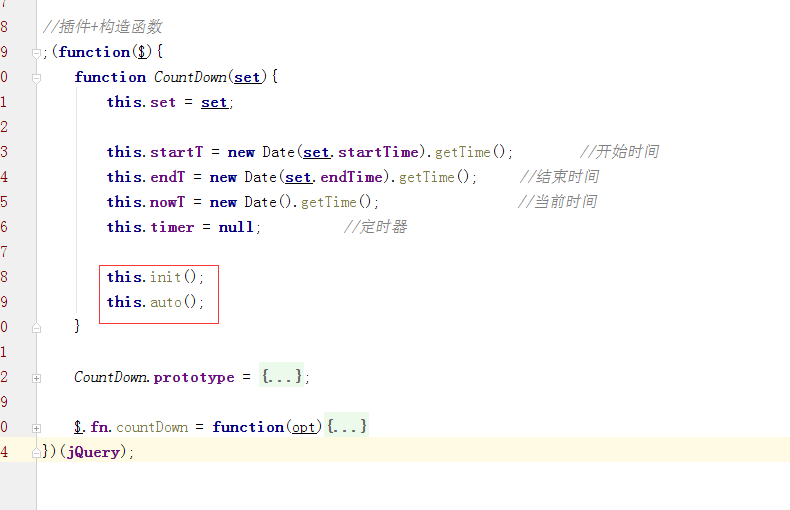 7
8 //插件+构造函数
9 ;(function($){
0 function CountDown(set){
1 this.set = set;
2
3 this.startT = new Date(set.startTime).getTime(); //开始时间
4 this.endT = new Date(set.endTime).getTime(); //结束时间
5 this.nowT = new Date().getTime(); //当前时间
6 this.timer = null; //定时器
7
8 this.init();
9 this.auto();
0 }
1
2 CountDown.prototype = {...};
9
0 $.fn.countDown = function(opt){...}
4 })(jQuery);